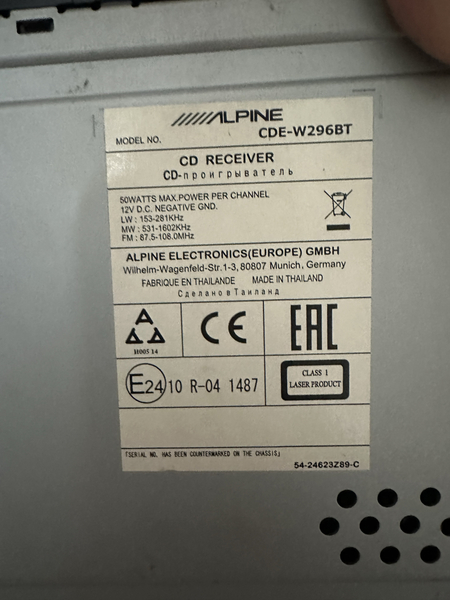 ALPINE
MODEL NO. CDE-W296BT
CD RECEIVER
CD-проигрыватель
50WATTS MAX.POWER PER CHANNEL
12V D.C. NEGATIVE GND.
LW : 153-281KHz
MW : 531-1602KHz
FM : 87.5-108.0MHz
ALPINE ELECTRONICS(EUROPE) GMBH
Wilhelm-Wagenfeld-Str.1-3, 80807 Munich, Germany
FABRIQUE EN THAILANDE MADE IN THAILAND
Сделано в Таиланд
H005 14
CE
EAC
E24 10 R-04 1487
CLASS 1
LASER PRODUCT
[SERIAL NO. HAS BEEN COUNTERMARKED ON THE CHASSIS]
54-24623Z89-C